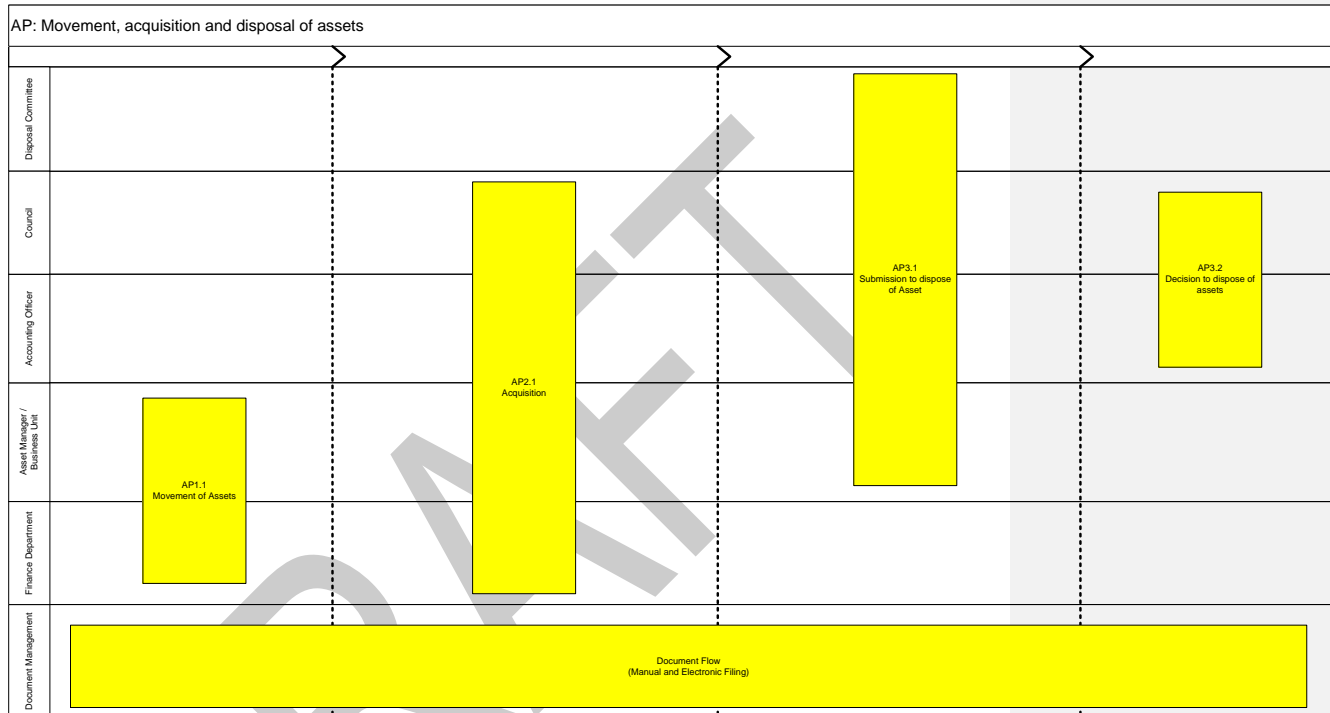 AP: Movement, acquisition and disposal of assets
Disposal Committee
Council
Accounting Officer
Asset Manager /
Business Unit
Finance Department
Document Management
AP1.1
Movement of Assets
AP2.1
Acquisition
AP3.1
Submission to dispose
of Asset
AP3.2
Decision to dispose of
assets
Document Flow
(Manual and Electronic Filing)
DRAFT